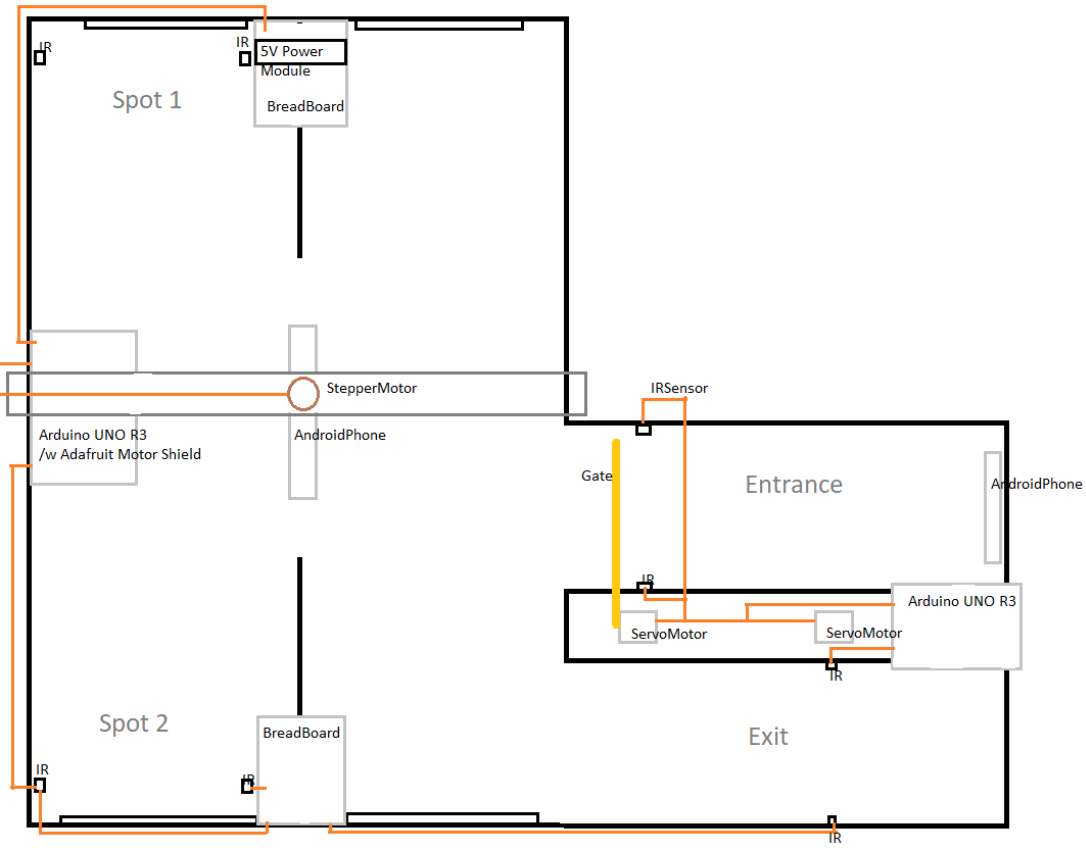 IR
IR
5V Power
Module
Spot 1
BreadBoard
StepperMotor
IRSensor
Arduino UNO R3
/w Adafruit Motor Shield
AndroidPhone
Gate
Entrance
AndroidPhone
IR
Arduino UNO R3
ServoMotor
ServoMotor
IR
Spot 2
BreadBoard
Exit
IR
IR
IR